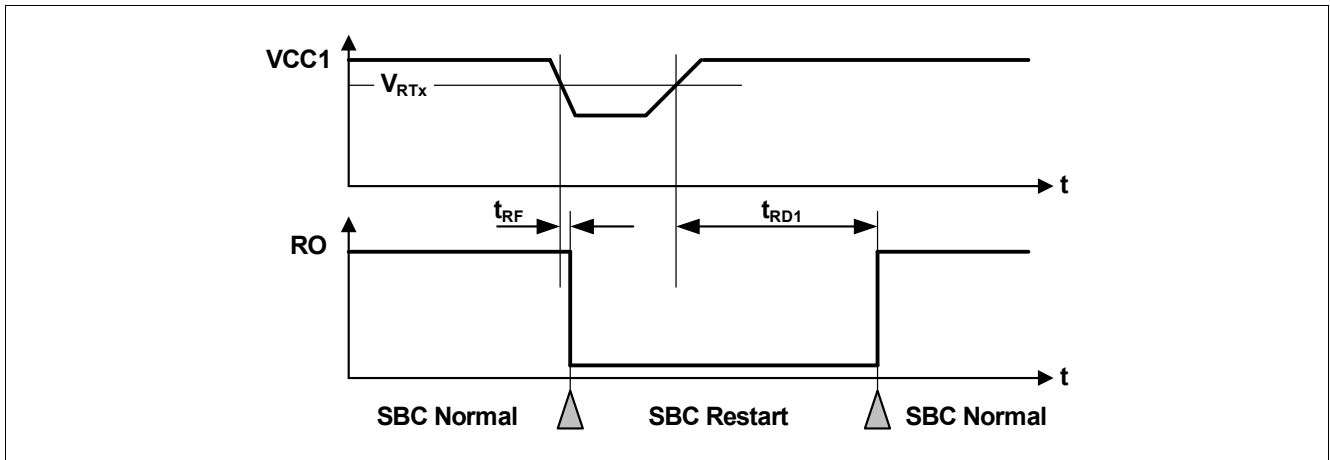 VCC1
VRTx
t
tRF
tRD1
RO
t
SBC Normal
SBC Restart
SBC Normal